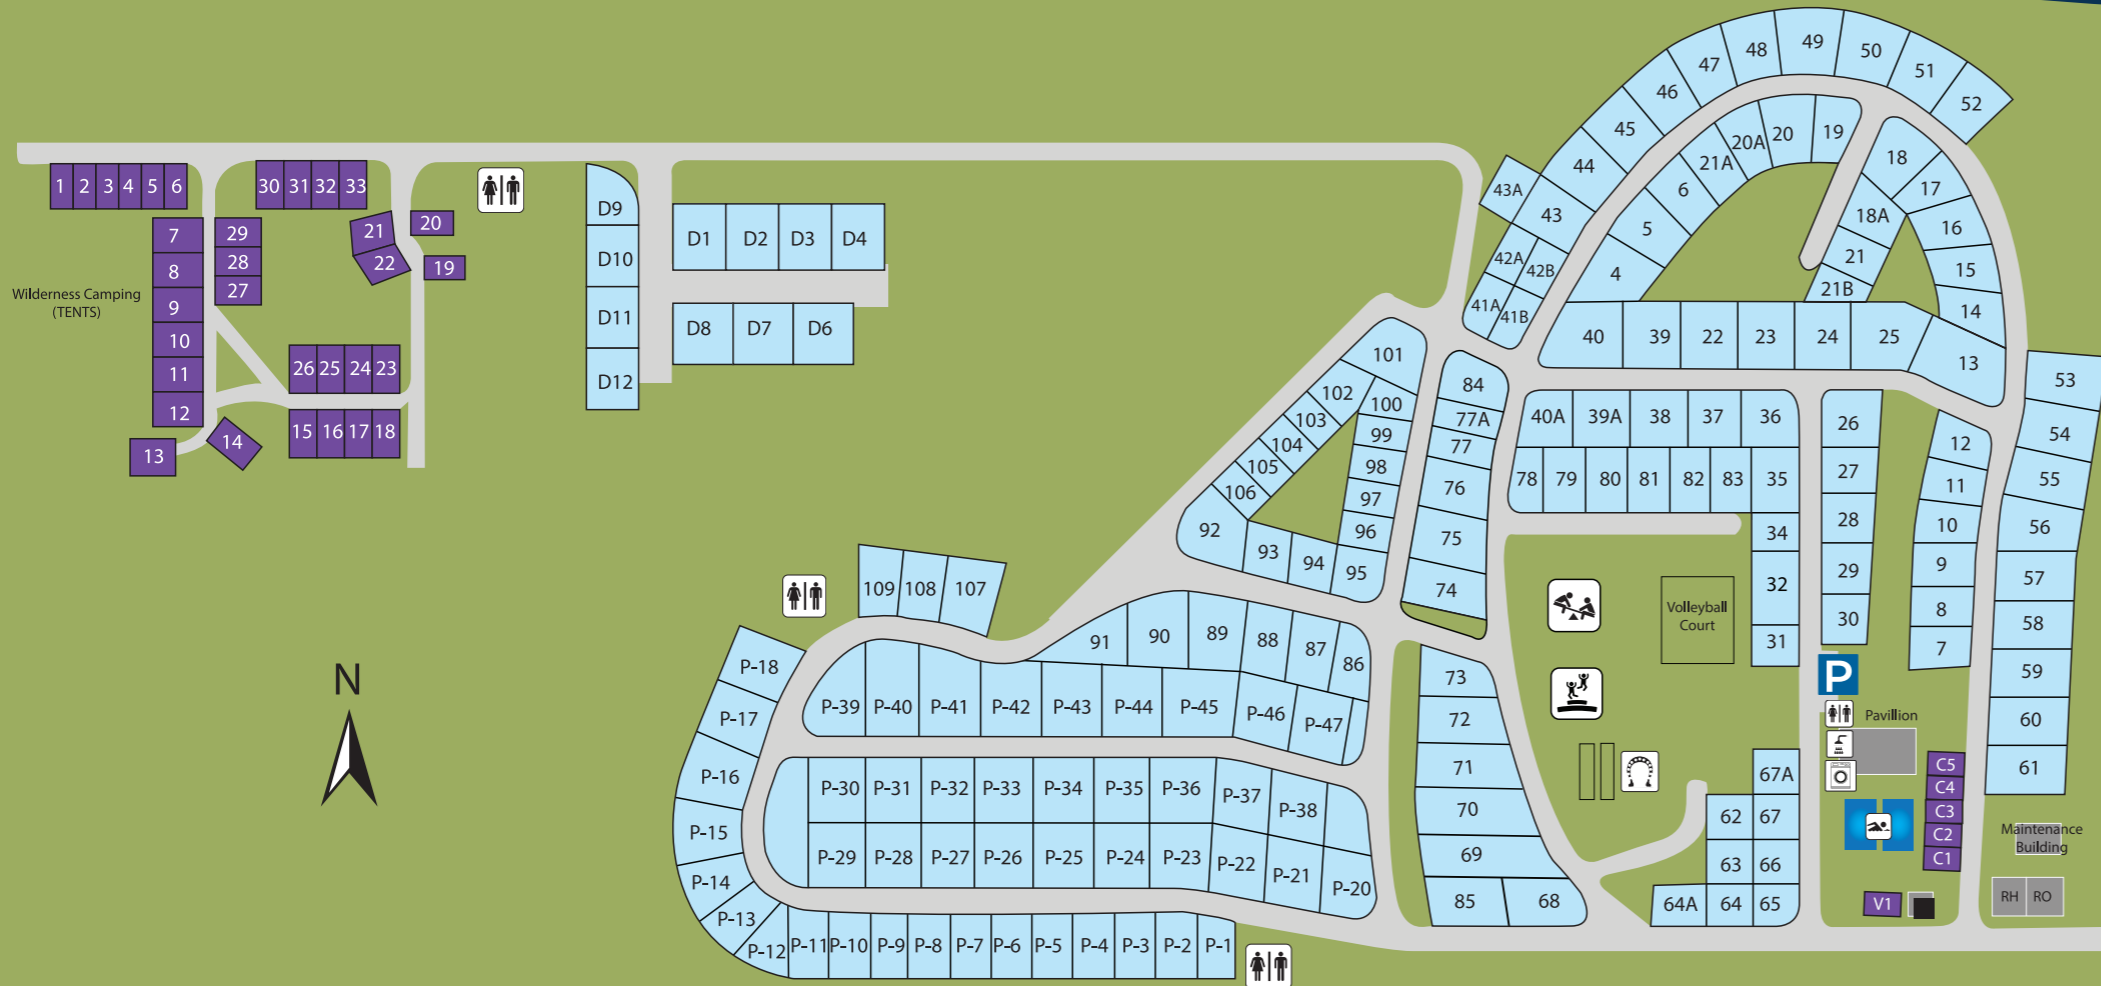 49
48
50
47
51
46
52
45
20A
20
19
44
21A
18
43A
6
17
43
18A
5
16
42A
42B
4
21
15
21B
41A
41B
14
40
39
22
23
24
25
13
1 2 3 4 5 6
30 31 32 33
7
29
21
20
8
28
22
19
9
27
10
11
26 25 24 23
12
15 16 17 18
13
14
Wilderness Camping
(TENTS)
D9
D10
D11
D12
D1 D2 D3 D4
D8 D7 D6
N
101
102
103
104
105
106
100
99
98
97
96
92
93
94
95
84
77A
77
76
75
74
40A 39A 38 37 36
78 79 80 81 82 83 35
34
32
31
26
27
28
29
30
12
11
10
9
8
7
53
54
55
56
57
58
59
60
61
109 108 107
91 90 89 88 87 86
P-39 P-40 P-41 P-42 P-43 P-44 P-45 P-46 P-47
P-30 P-31 P-32 P-33 P-34 P-35 P-36 P-37 P-38
P-29 P-28 P-27 P-26 P-25 P-24 P-23 P-22 P-21 P-20
P-18
P-17
P-16
P-15
P-14
P-13
P-12
P-11 P-10 P-9 P-8 P-7 P-6 P-5 P-4 P-3 P-2 P-1
73
72
71
70
69
85 68
Volleyball
Court
P
Pavillion
67A
62 67
63 66
64A 64 65
C5
C4
C3
C2
C1
V1
Maintenance
Building
RH RO